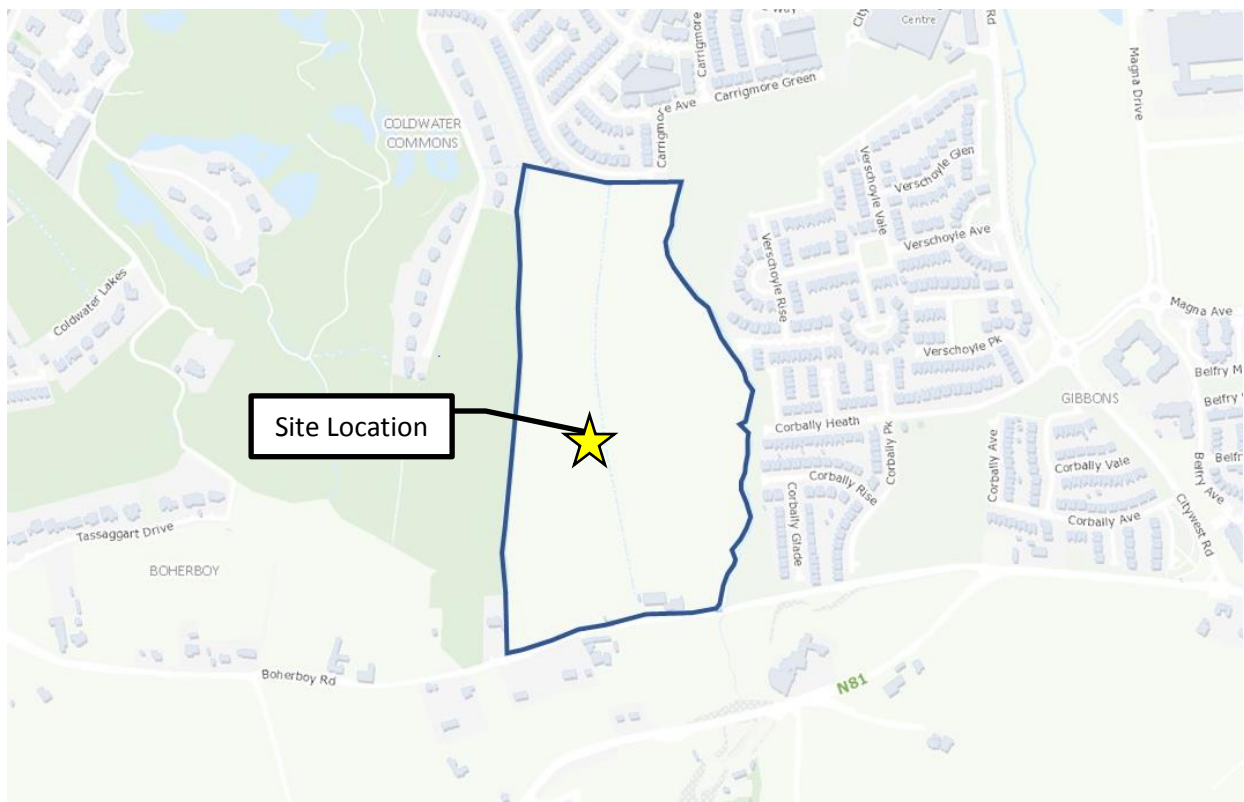 Centre
Rd
Carrigmore
Carrigmore Green
Magna Drive
COLDWATER
COMMONS
Carrigmore
Verschoyle Vale
Verschoyle Glen
Verschoyle Ave
Verschoyle Rise
Coldwater Lakes
Magna Ave
Verschoyle Pk
Belfry
GIBBONS
Belfry
Site Location
Corbally Heath
Corbally Pk
Corbally Ave
Corbally Vale
Belfry Ave
Corbally Rise
Corbally Glade
Corbally Ave
Citywest Rd
Tassaggart Drive
BOHERBOY
Boherboy Rd
N81